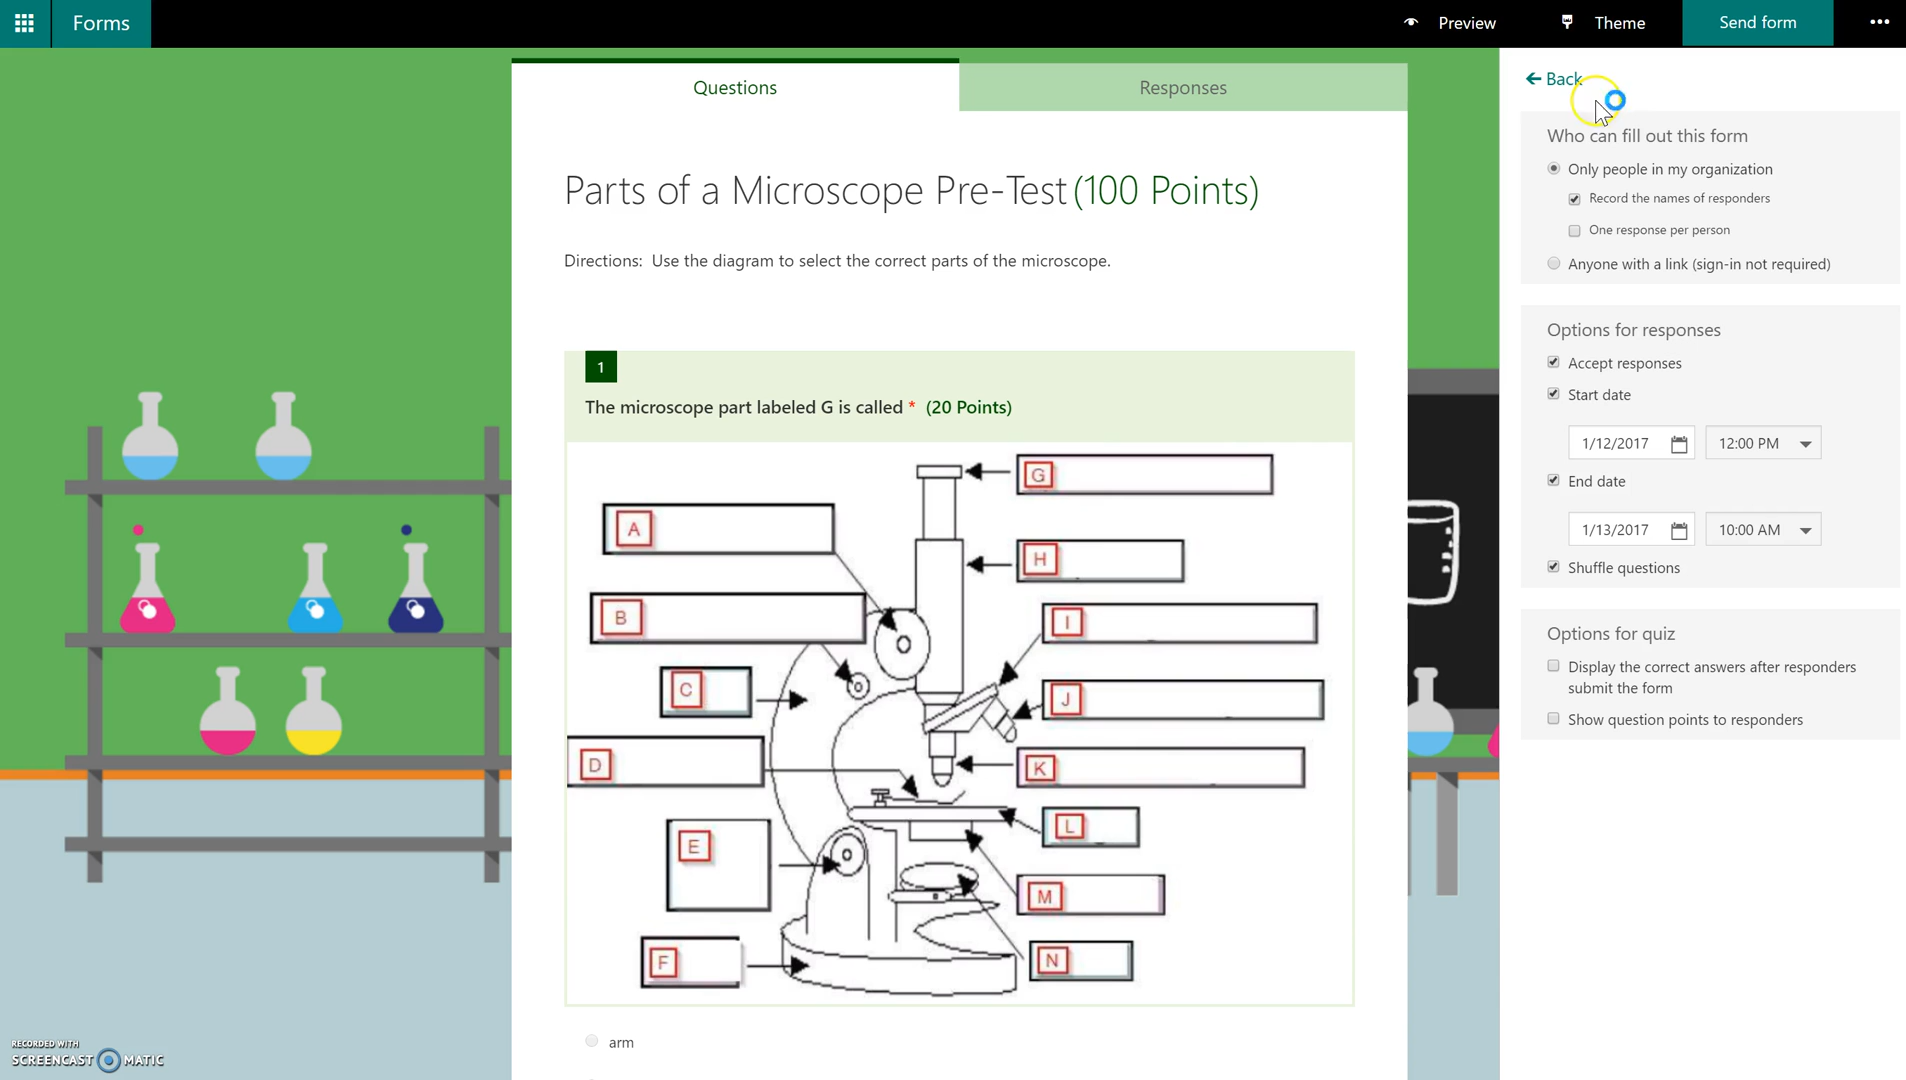 Forms
Preview
Theme
Send form
Questions
Responses
Back
Parts of a Microscope Pre-Test (100 Points)
Directions: Use the diagram to select the correct parts of the microscope.
1
The microscope part labeled G is called * (20 Points)
G
A
H
B
I
C
J
D
K
E
L
M
F
N
arm
Who can fill out this form
Only people in my organization
Record the names of responders
One response per person
Anyone with a link (sign-in not required)
Options for responses
Accept responses
Start date
1/12/2017
12:00 PM
End date
1/13/2017
10:00 AM
Shuffle questions
Options for quiz
Display the correct answers after responders
submit the form
Show question points to responders
RECORDED WITH
SCREENCAST MATIC